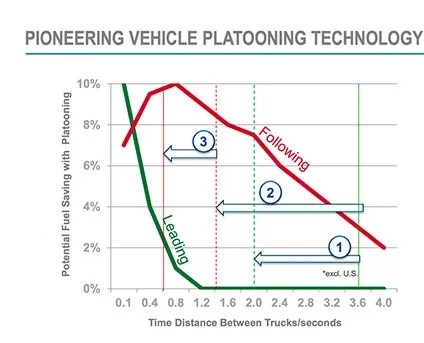 PIONEERING VEHICLE PLATOONING TECHNOLOGY
Potential Fuel Saving with Platooning
10%
8%
6%
4%
2%
0%
3
Following
2
Leading
1
*excl. U.S.
0.1 0.4 0.8 1.2 1.6 2.0 2.4 2.8 3.2 3.6 4.0
Time Distance Between Trucks/seconds